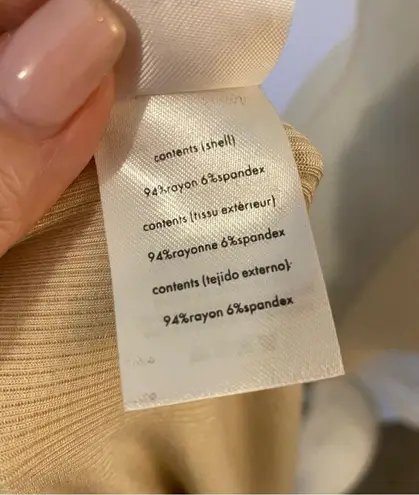 contents (shell)
94%rayon 6%spandex
contents (tissu extérieur)
94%rayonne 6%spandex
contents (tejido externo)
94%rayon 6%spandex